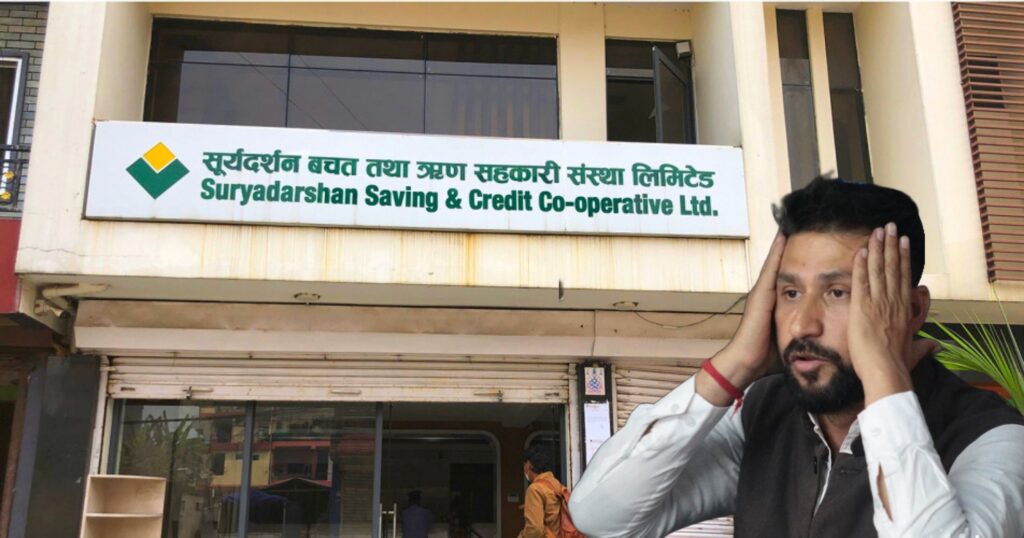 सूर्यदर्शन बचत तथा ऋण सहकारी संस्था लिमिटेड
Suryadarshan Saving & Credit Co-operative Ltd.